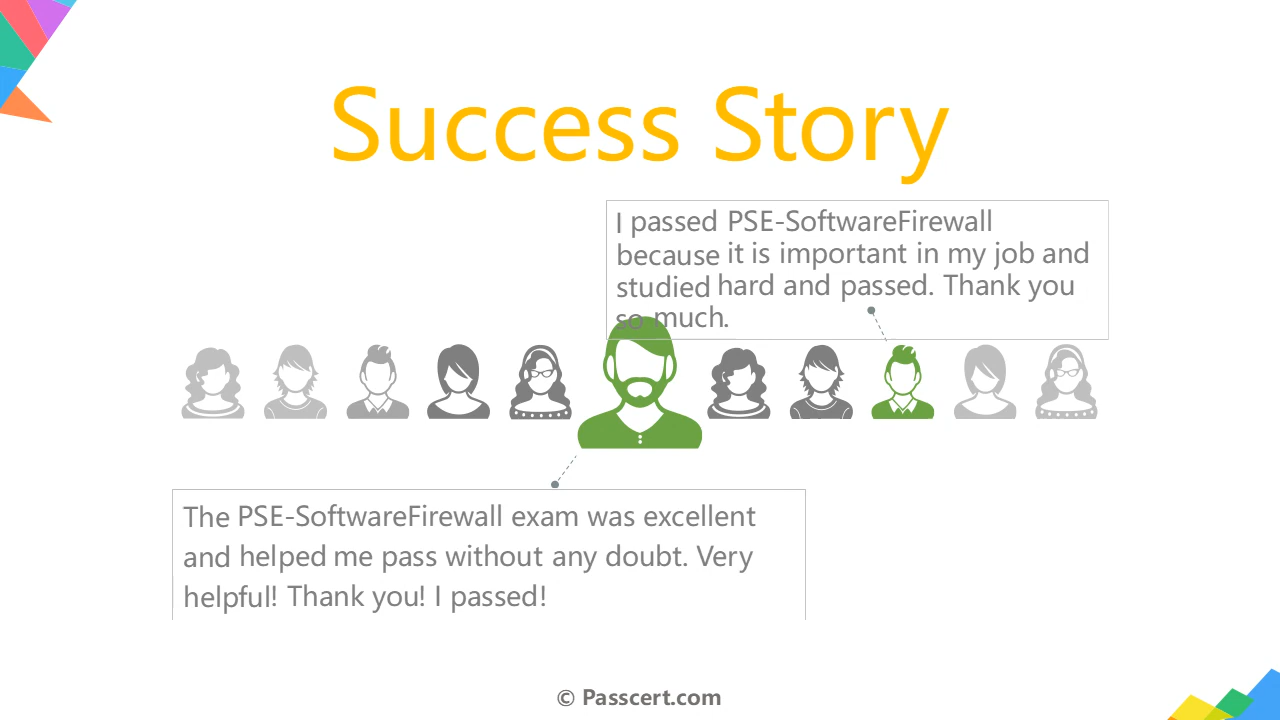 Success Story
I passed PSE-SoftwareFirewall
because it is important in my job and
studied hard and passed. Thank you
so much.
The PSE-SoftwareFirewall exam was excellent
and helped me pass without any doubt. Very
helpful! Thank you! I passed!
© Passcert.com